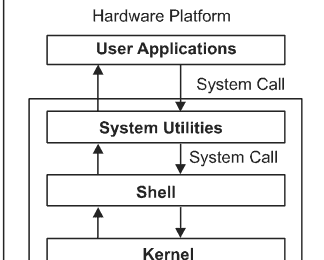 Hardware Platform
User Applications
System Call
System Utilities
System Call
Shell
Kernel